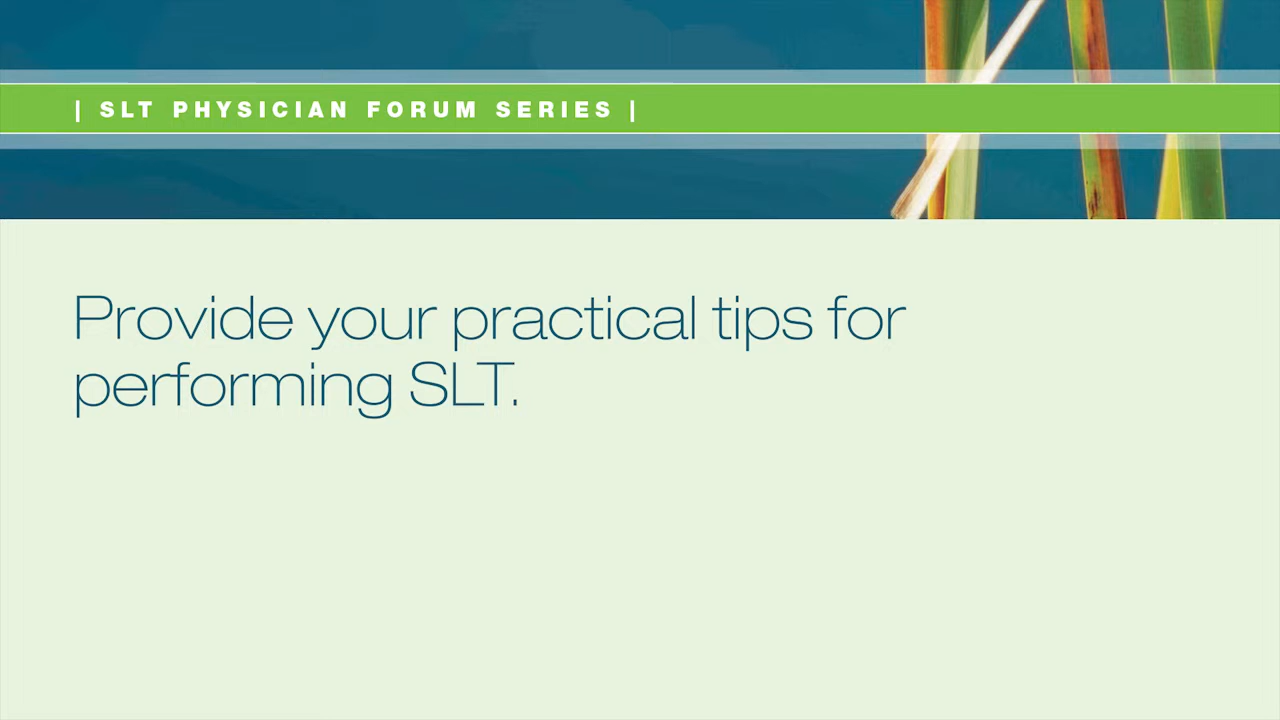 | SLT PHYSICIAN FORUM SERIES |
Provide your practical tips for
performing SLT.